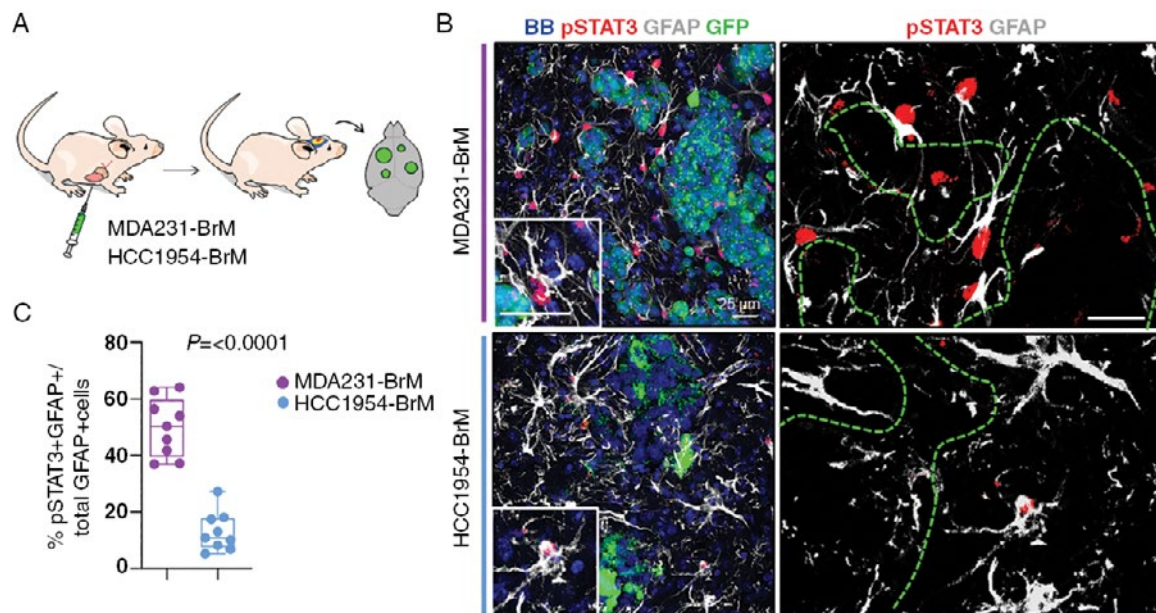 A
MDA231-BrM
HCC1954-BrM
B
BB pSTAT3 GFAP GFP
pSTAT3 GFAP
MDA231-BrM
25 µm
HCC1954-BrM
C
% pSTAT3+GFAP+/
total GFAP+cells
80
60
40
20
0
P=<0.0001
MDA231-BrM
HCC1954-BrM